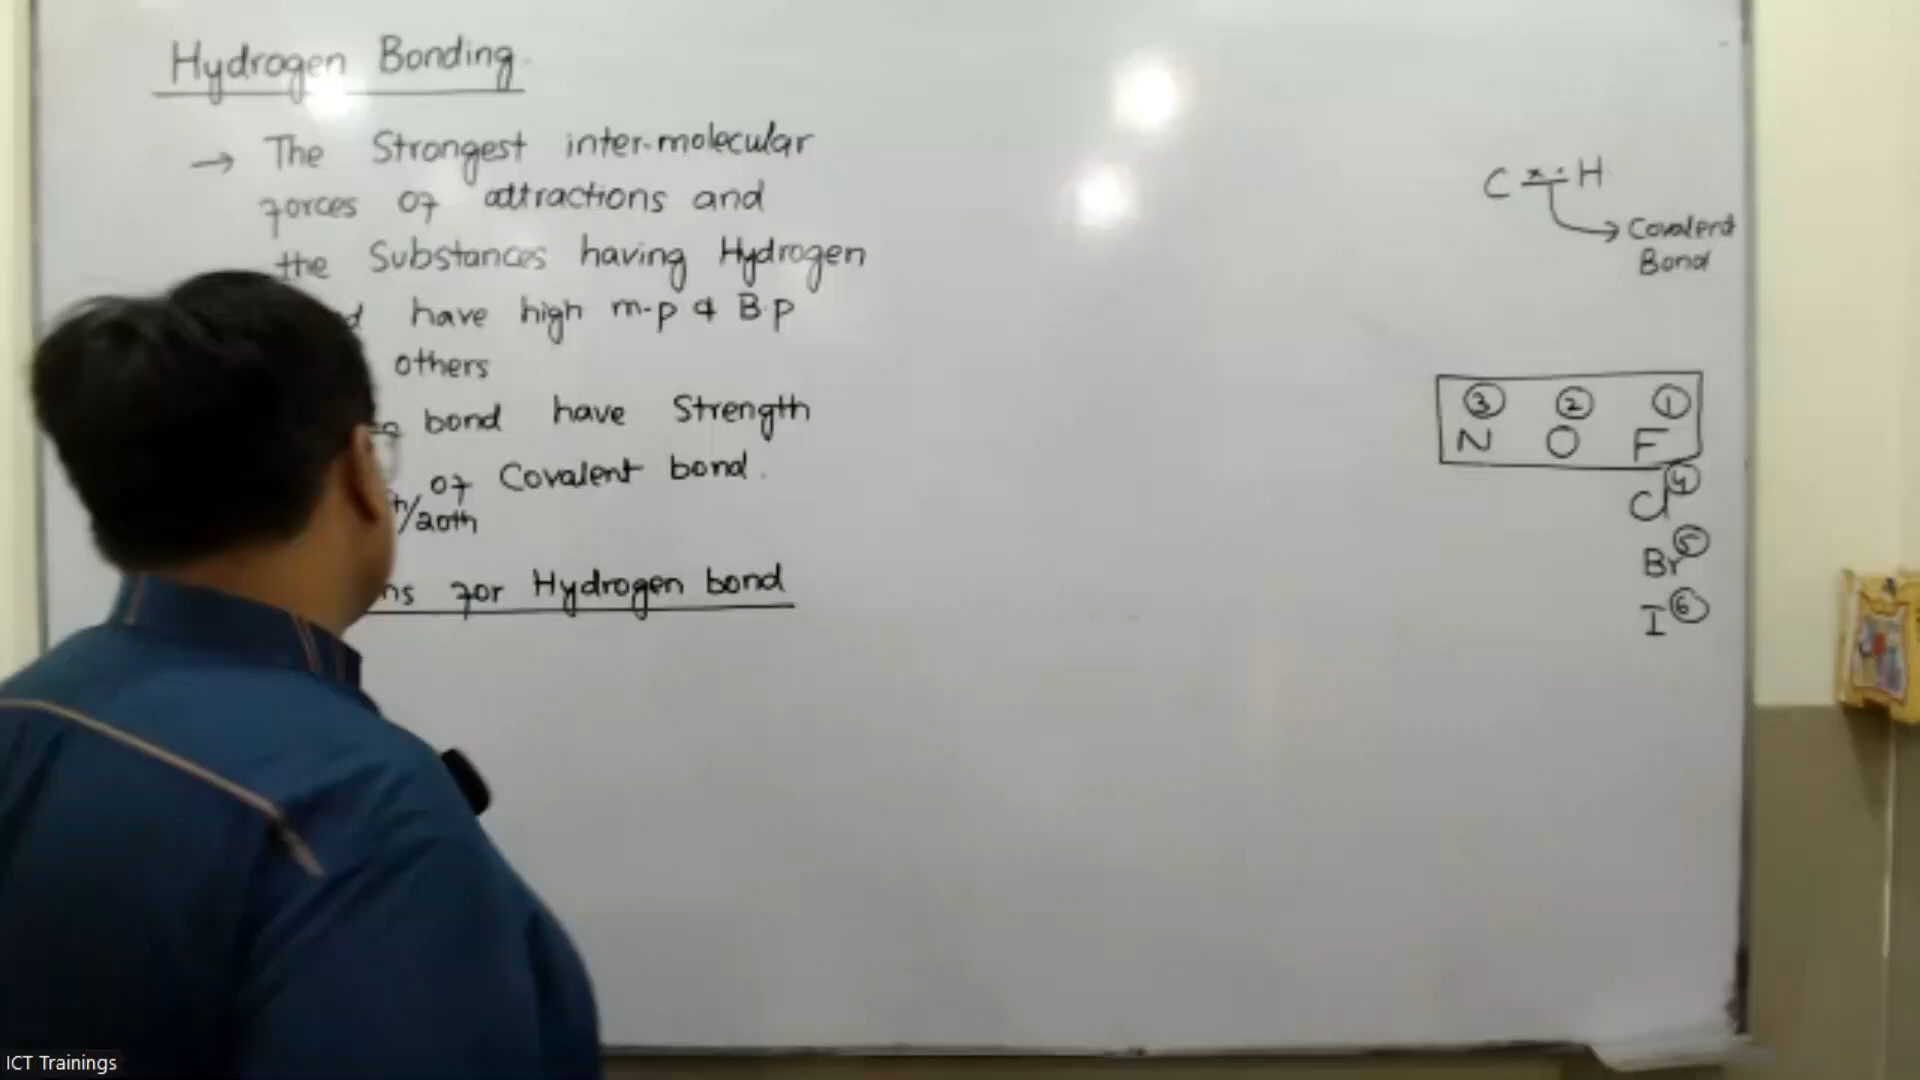 Hydrogen Bonding.
→ The Strongest inter-molecular
forces of attractions and
the Substances having Hydrogen
have high m-p & B.p
others
bond have Strength
of Covalent bond.
/20th
for Hydrogen bond
C x· H
Covalent
Bond
3 2 1
N O F
Cl 4
Br 5
I 6
ICT Trainings